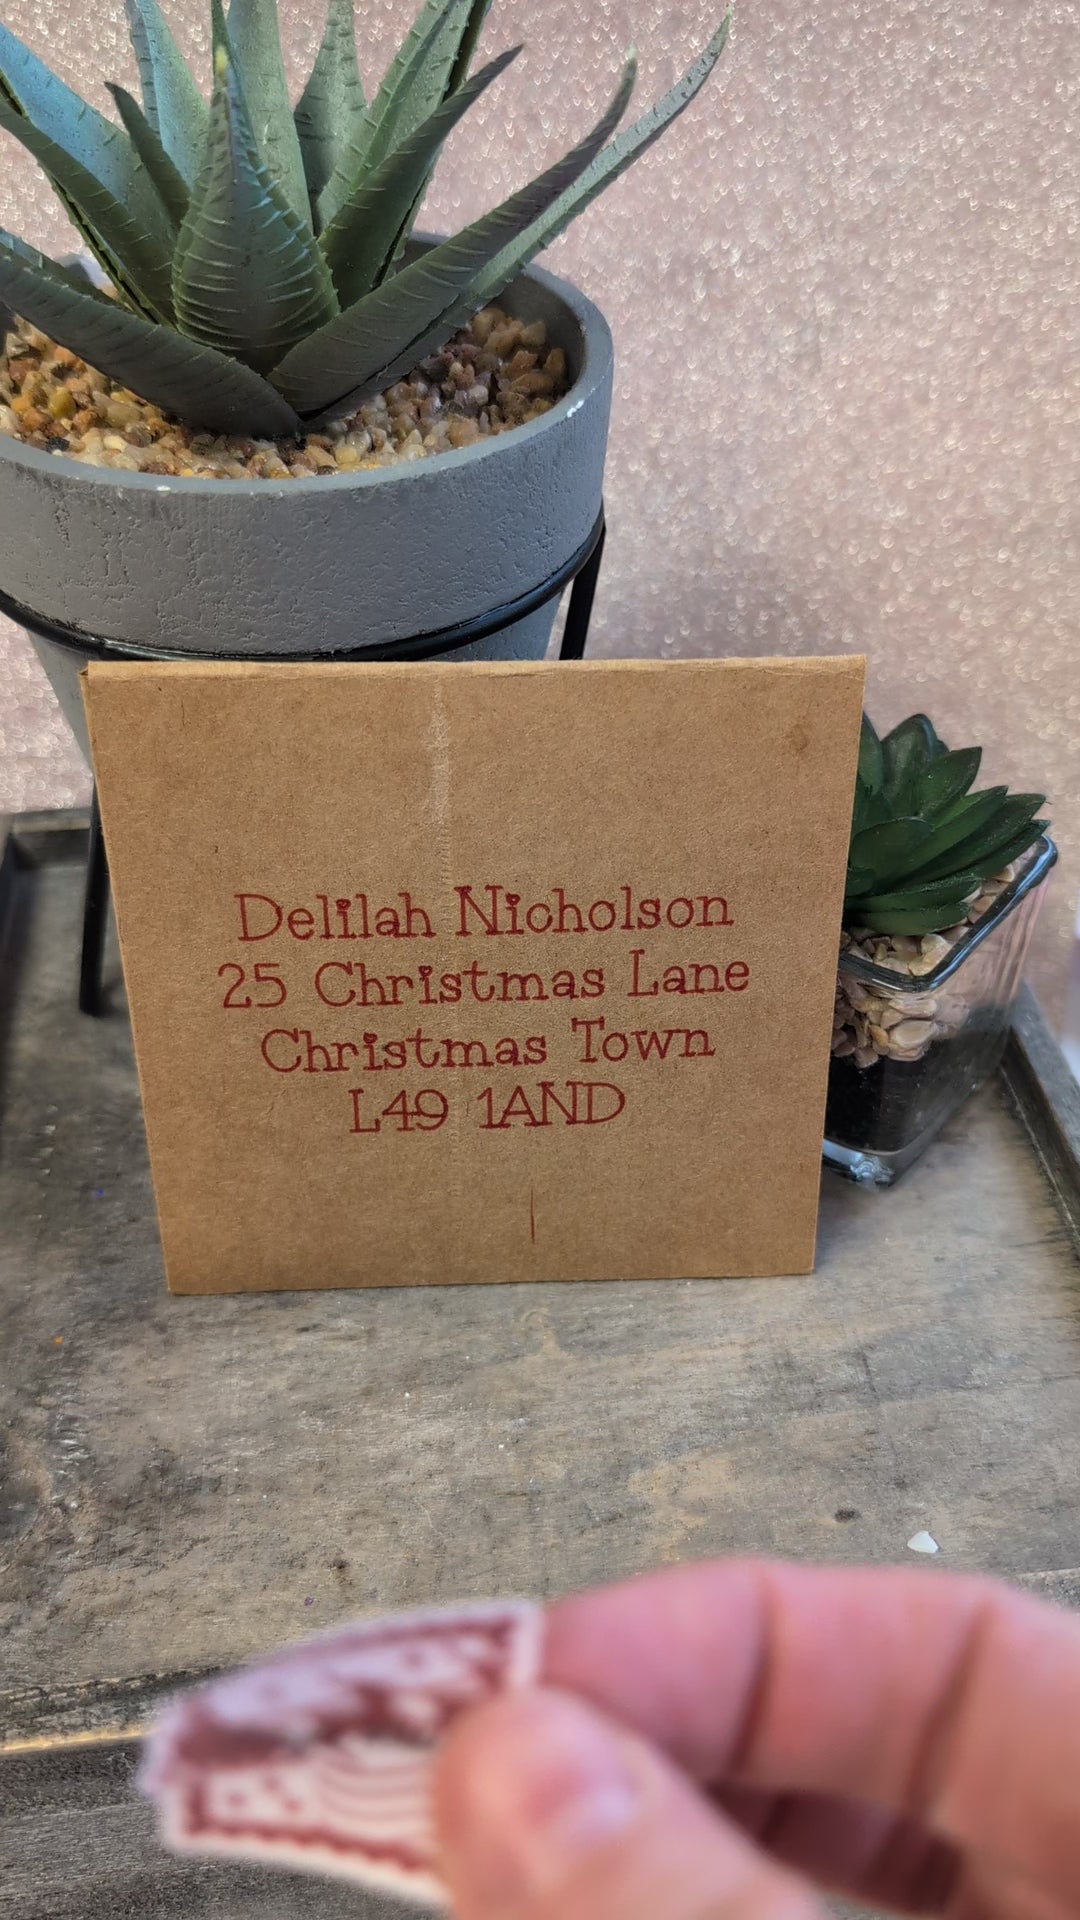 Delilah Nicholson
25 Christmas Lane
Christmas Town
L49 1AND